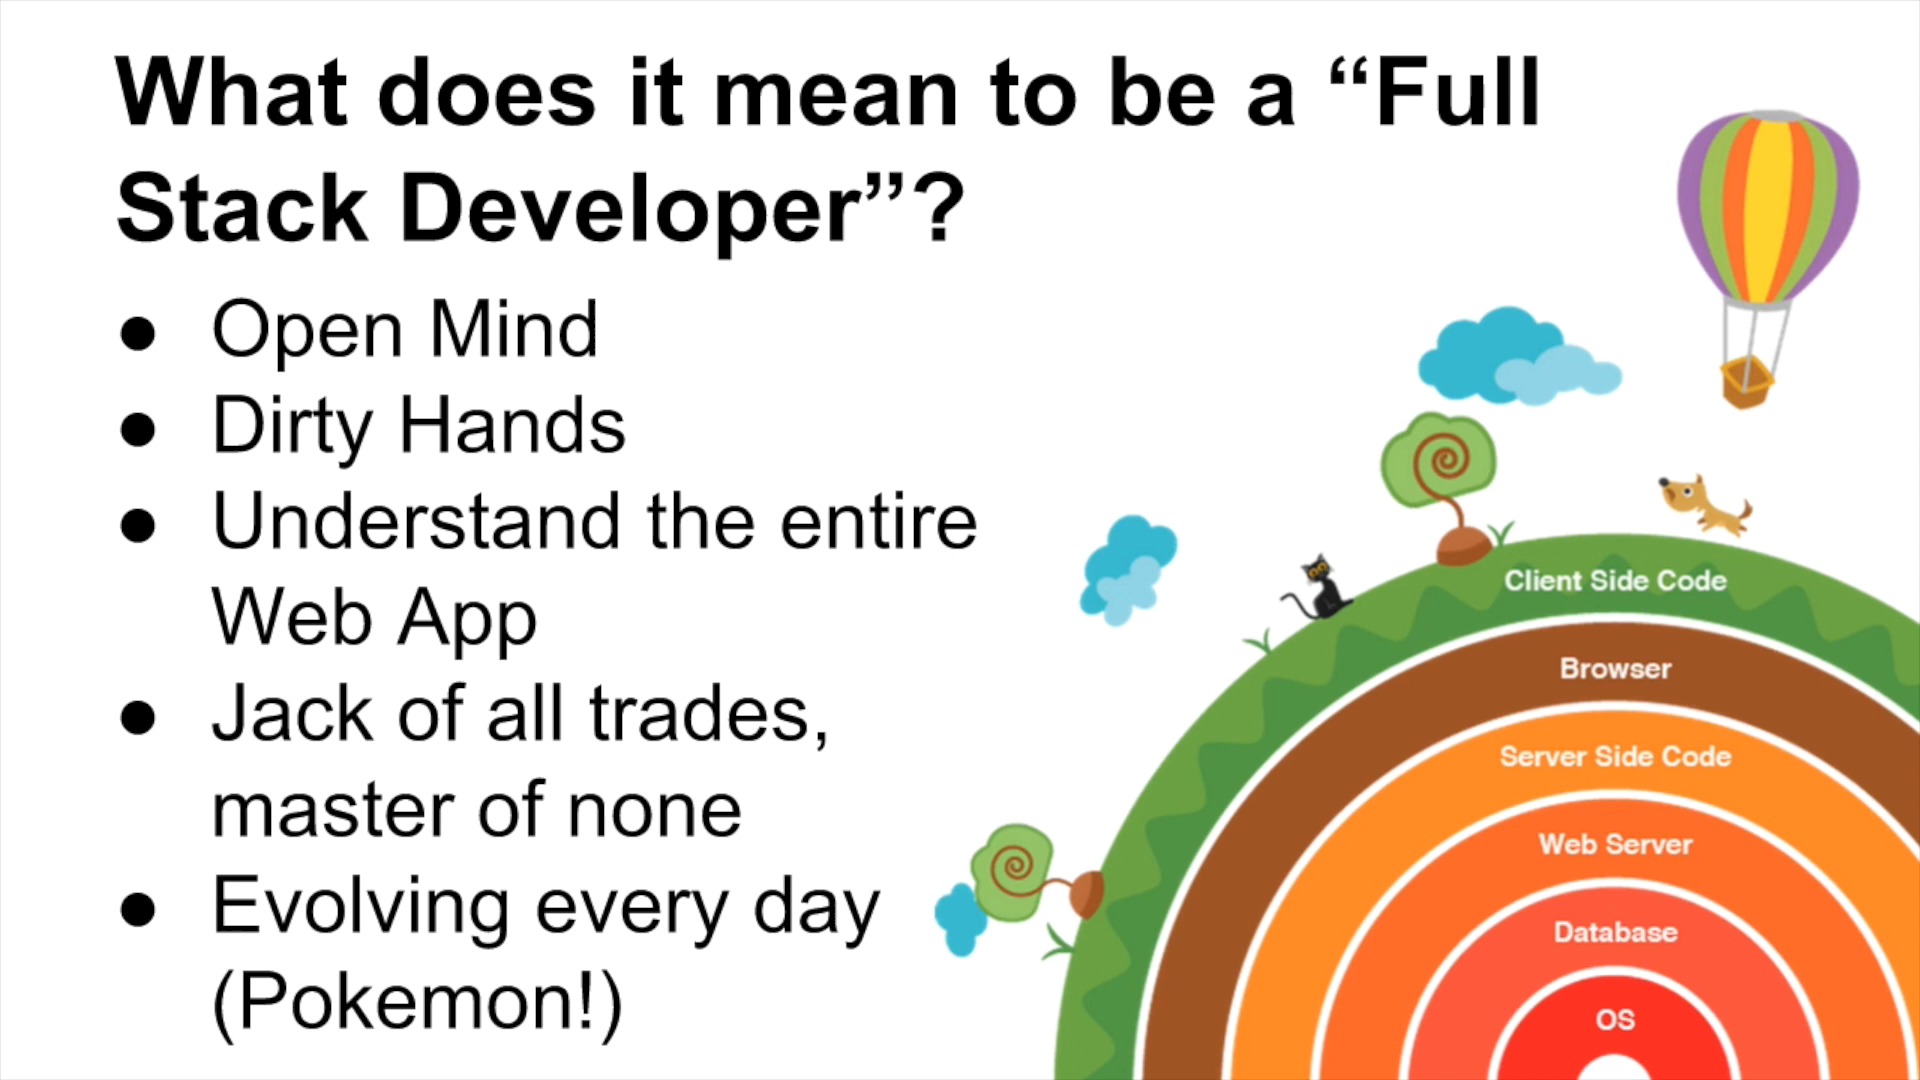 What does it mean to be a “Full
Stack Developer”?
● Open Mind
● Dirty Hands
● Understand the entire
Web App
● Jack of all trades,
master of none
● Evolving every day
(Pokemon!)
Client Side Code
Browser
Server Side Code
Web Server
Database
OS